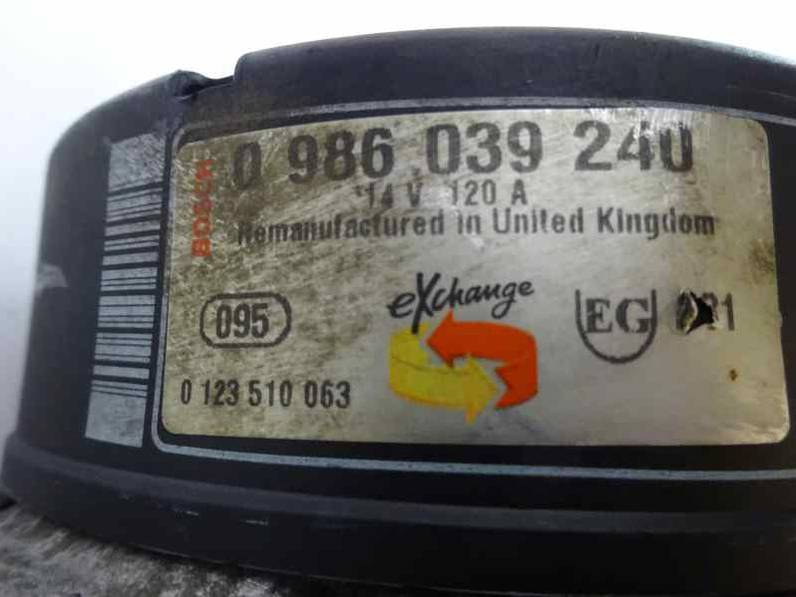 BOSCH
0 986 039 240
14 V 120 A
Remanufactured in United Kingdom
eXchange
095
EG
0 123 510 063